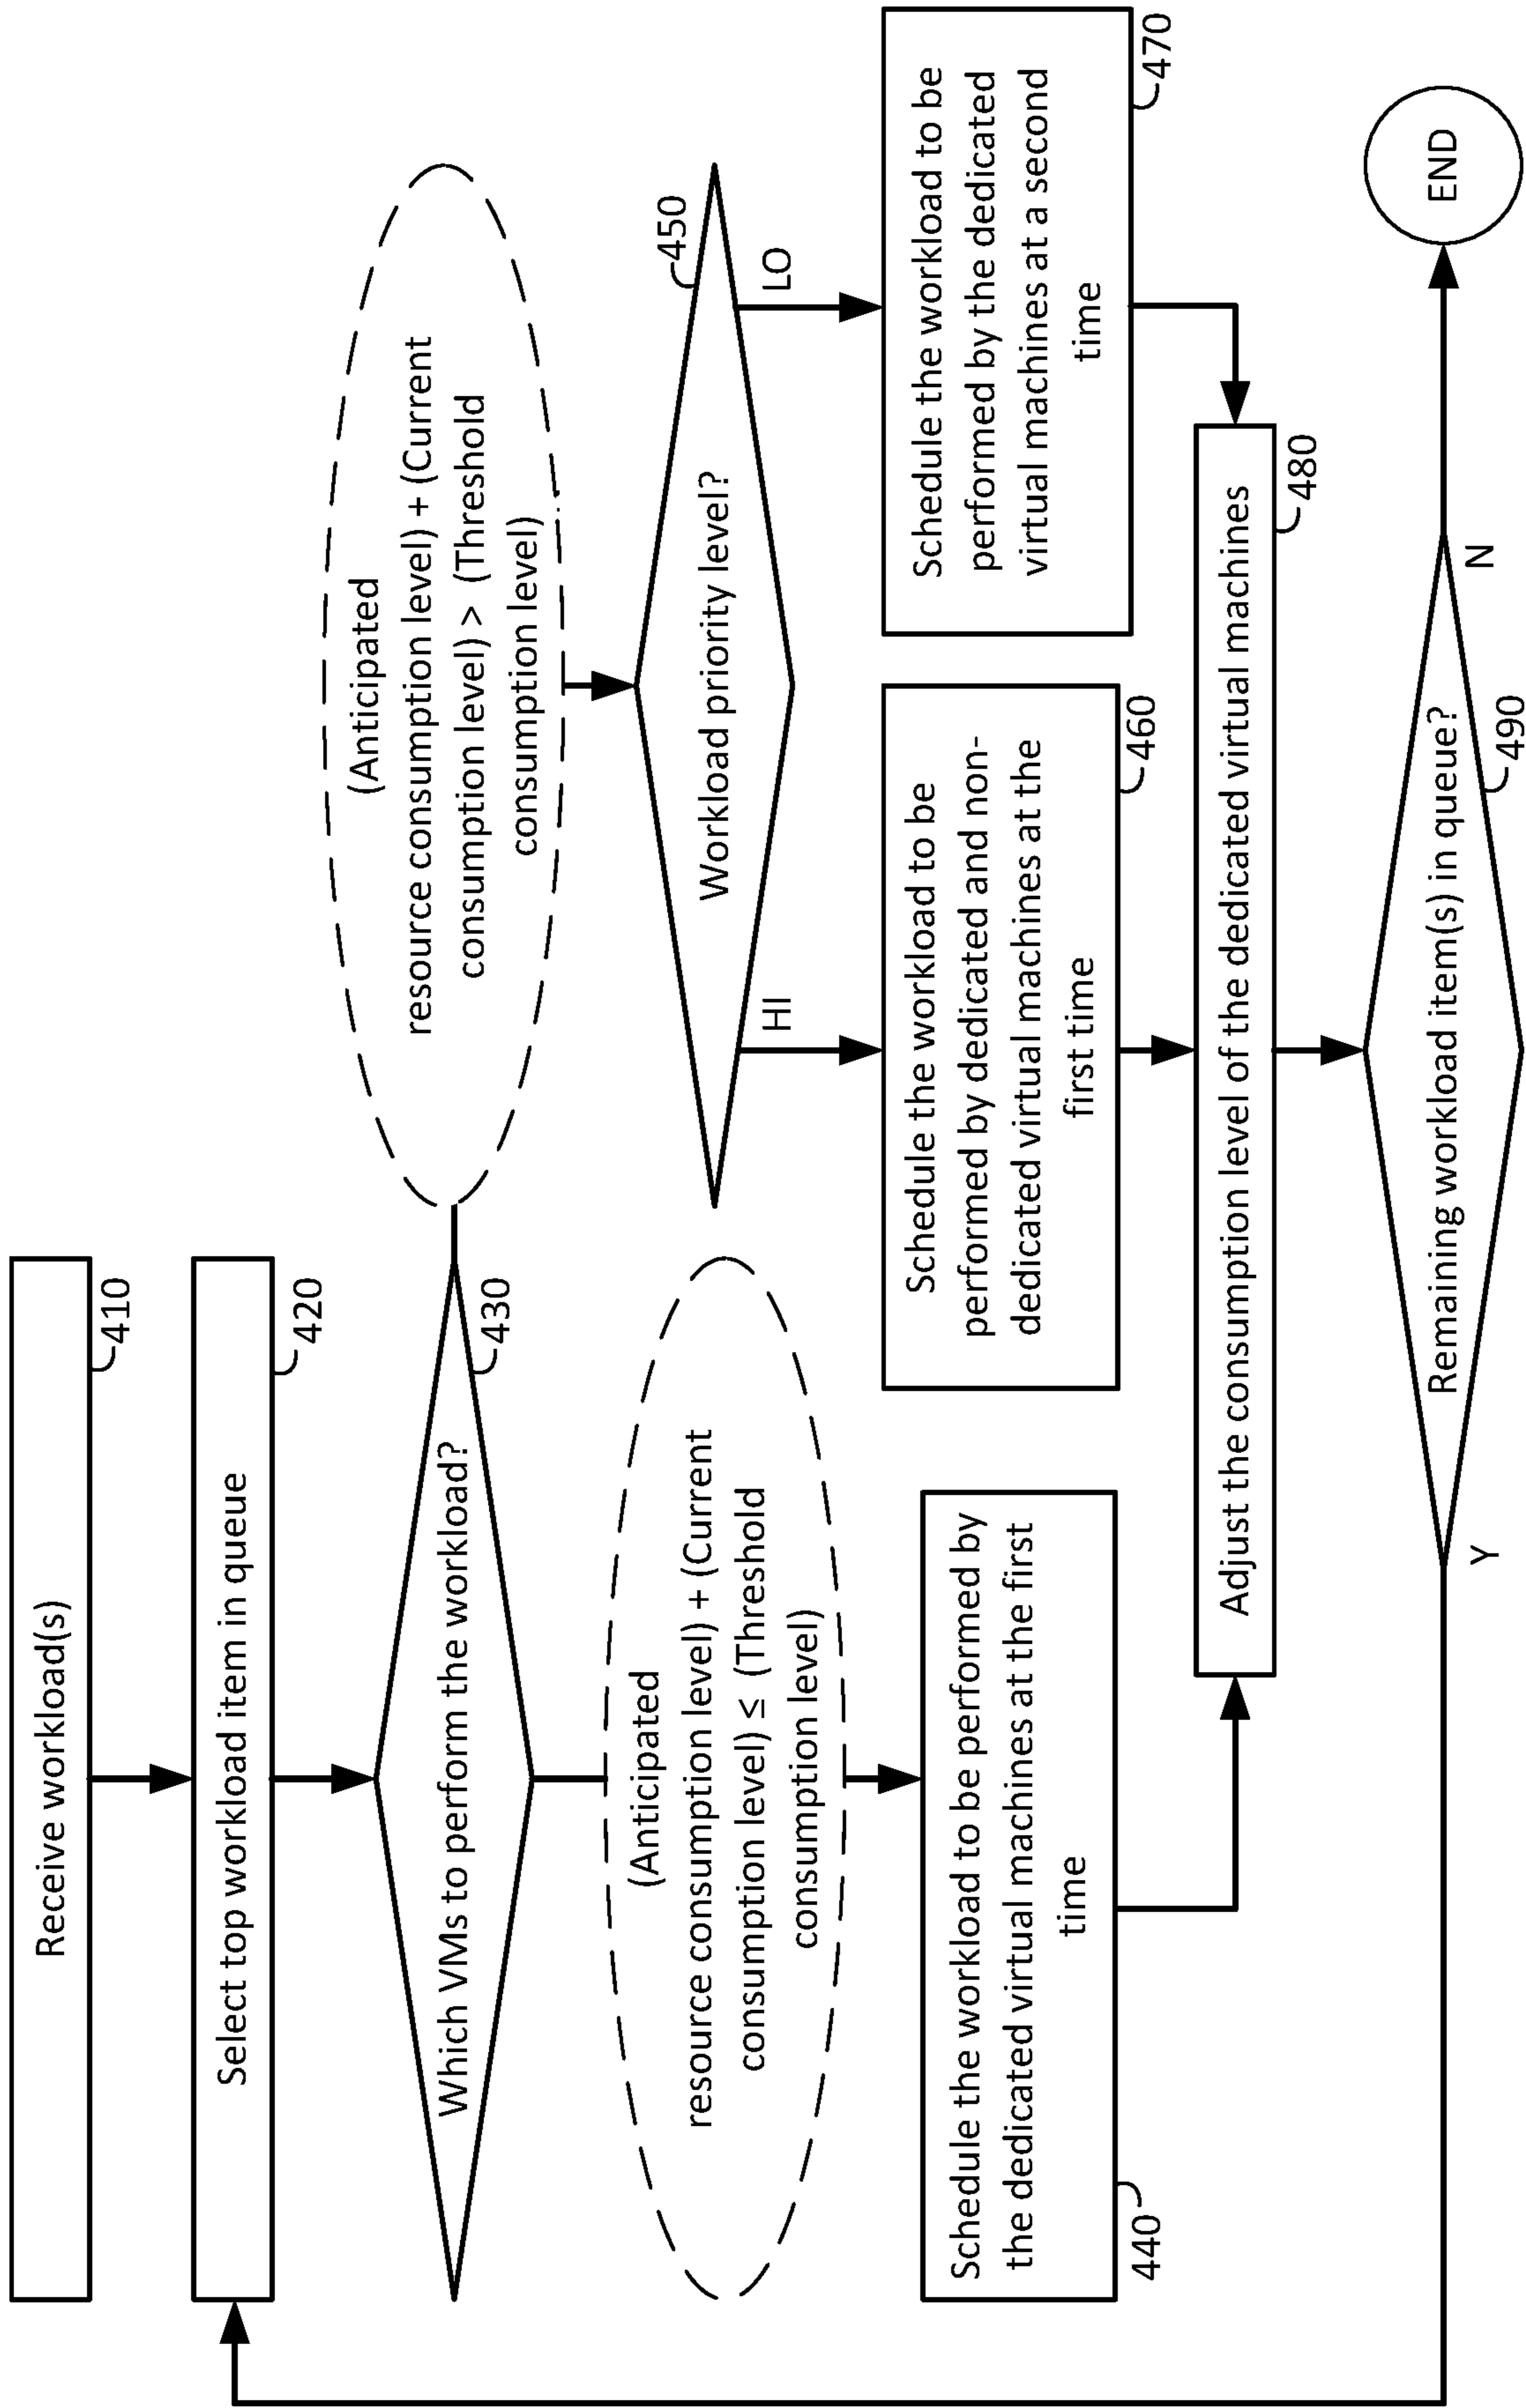 Receive workload(s)
410
Select top workload item in queue
420
Which VMs to perform the workload?
430
(Anticipated
resource consumption level) + (Current
consumption level) > (Threshold
consumption level)
(Anticipated
resource consumption level) + (Current
consumption level) ≤ (Threshold
consumption level)
Workload priority level?
450
HI
LO
Schedule the workload to be performed by
the dedicated virtual machines at the first
time
440
Schedule the workload to be
performed by dedicated and non-
dedicated virtual machines at the
first time
460
Schedule the workload to be
performed by the dedicated
virtual machines at a second
time
470
Adjust the consumption level of the dedicated virtual machines
480
Remaining workload item(s) in queue?
490
Y
N
END